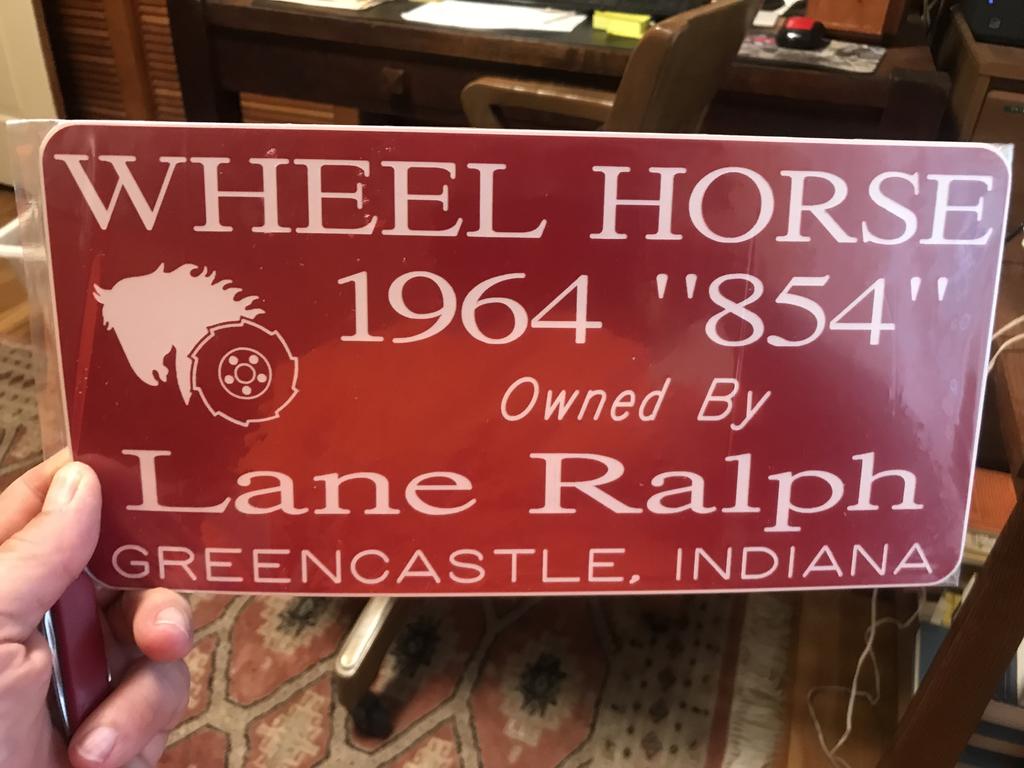 WHEEL HORSE
1964 "854"
Owned By
Lane Ralph
GREENCASTLE, INDIANA